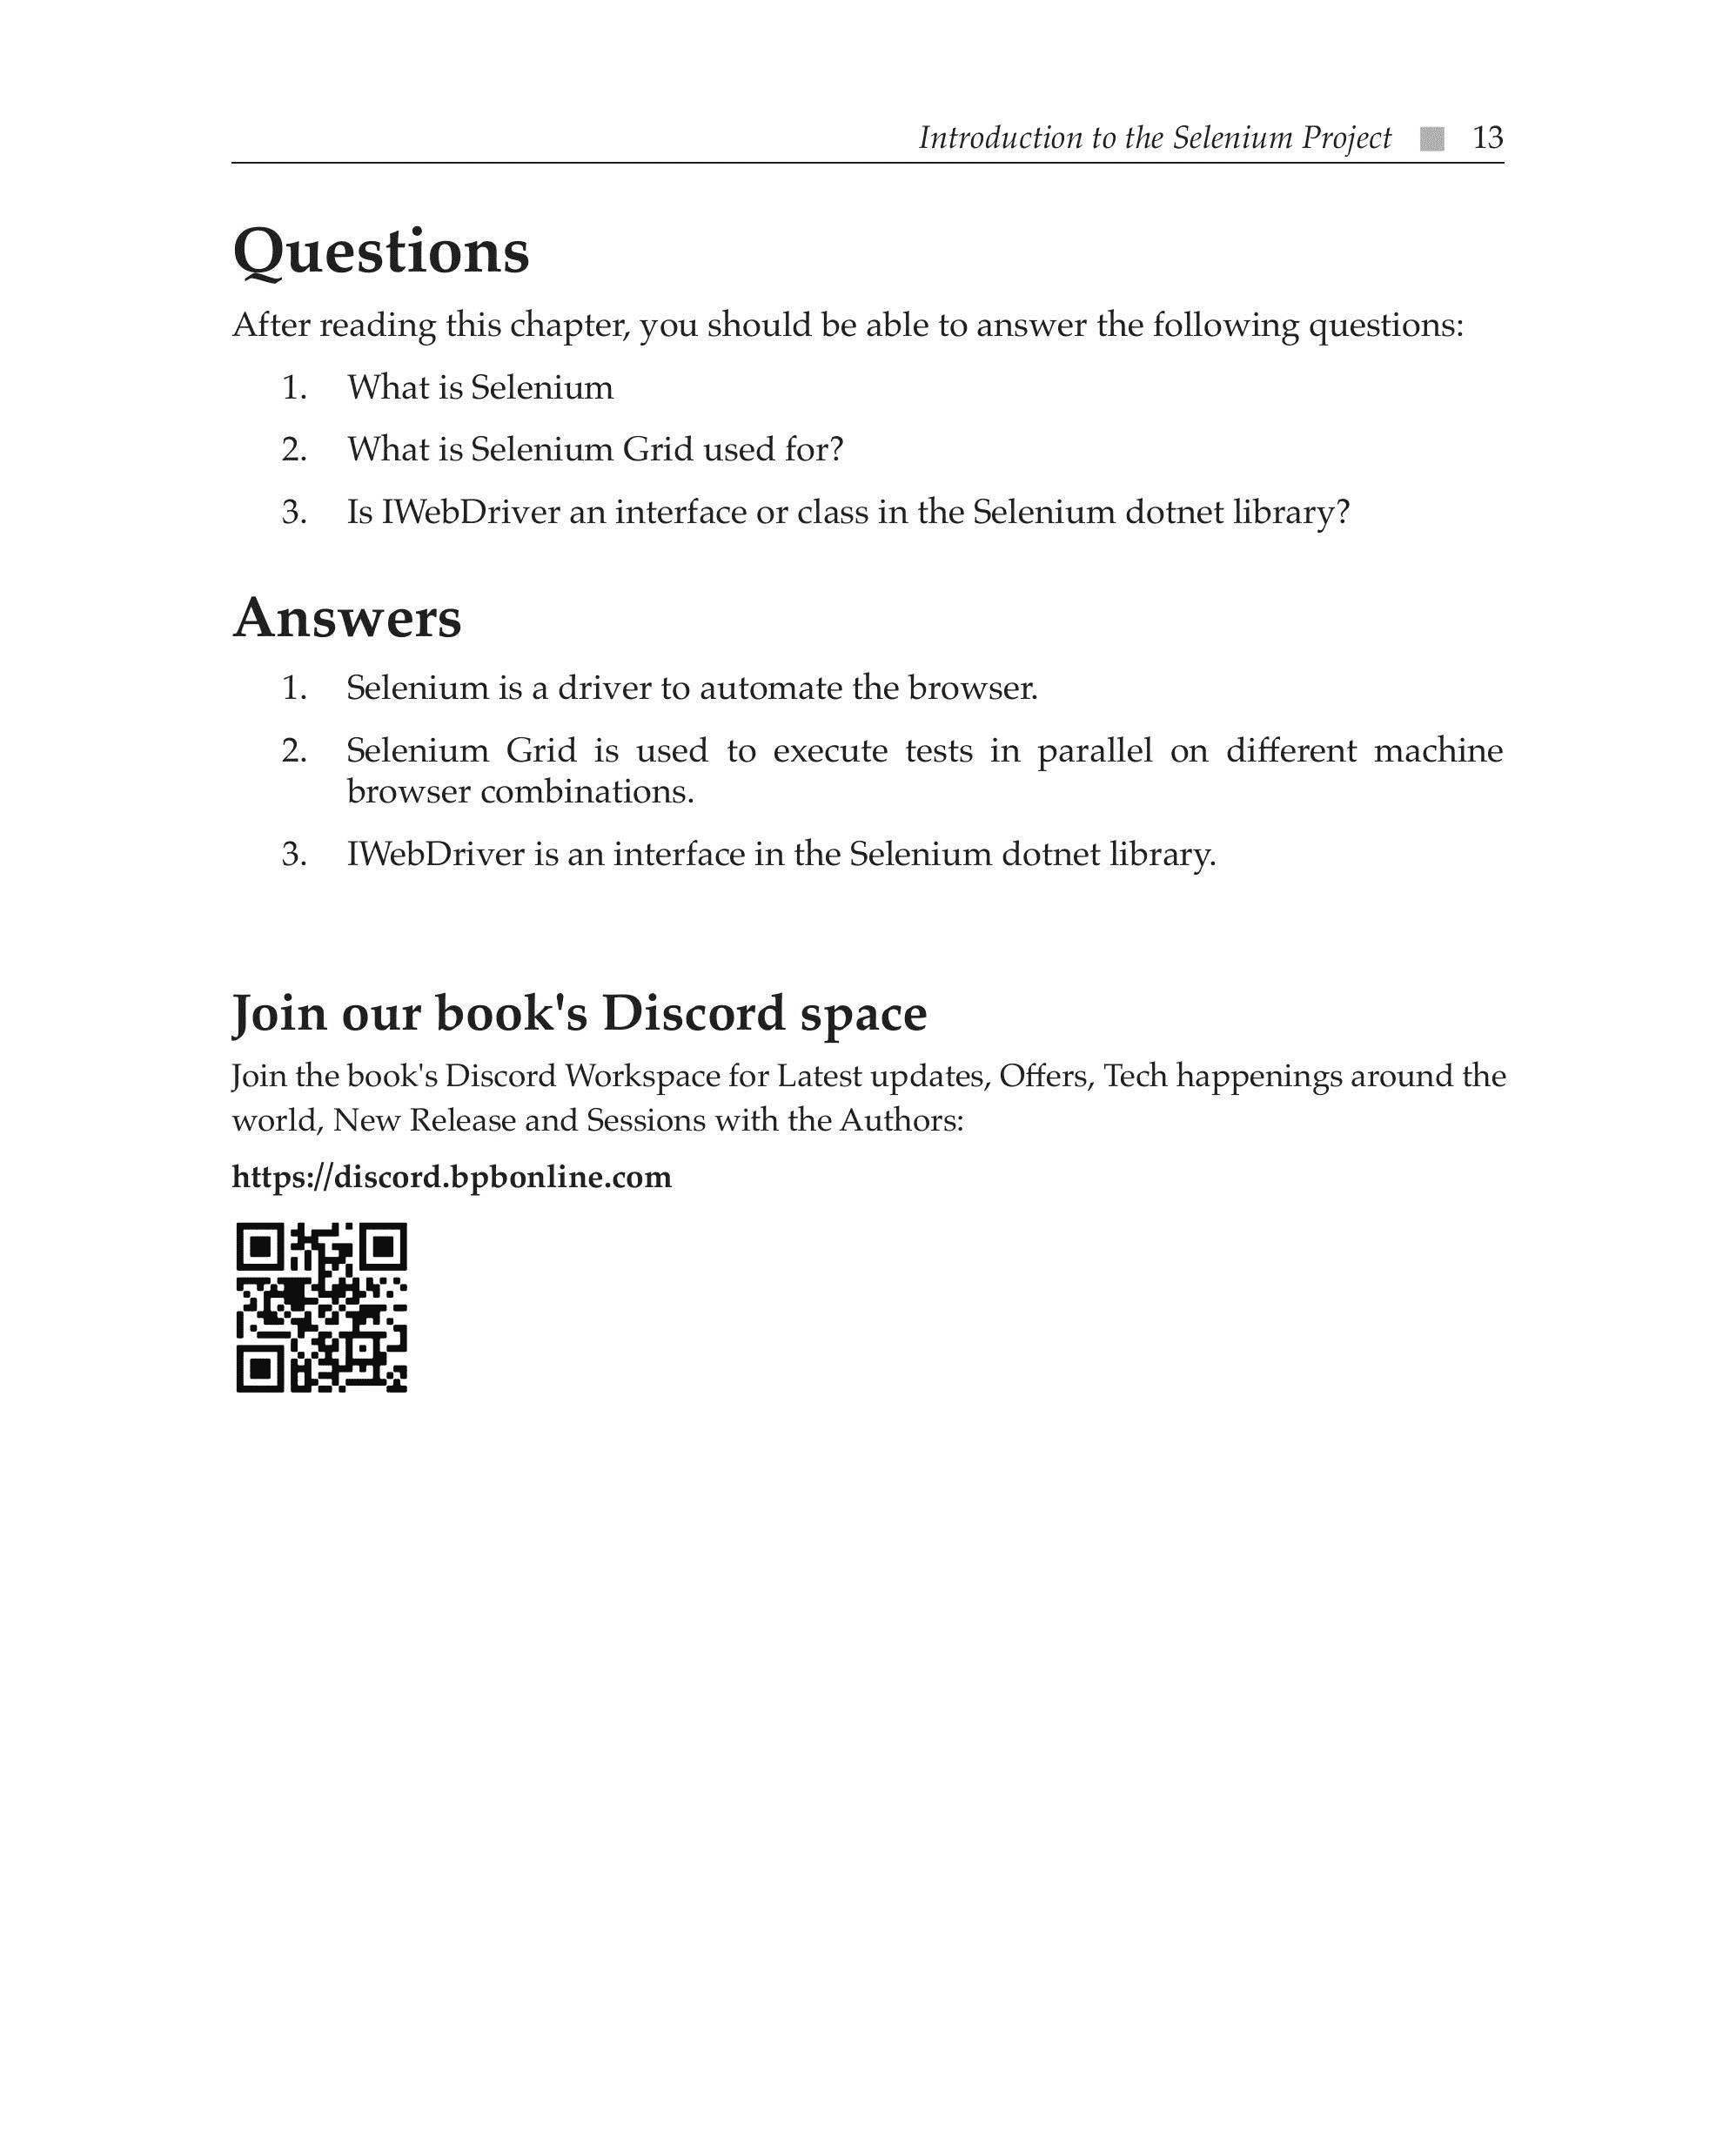 Introduction to the Selenium Project 13
Questions
After reading this chapter, you should be able to answer the following questions:
1. What is Selenium
2. What is Selenium Grid used for?
3. Is IWebDriver an interface or class in the Selenium dotnet library?
Answers
1. Selenium is a driver to automate the browser.
2. Selenium Grid is used to execute tests in parallel on different machine
browser combinations.
3. IWebDriver is an interface in the Selenium dotnet library.
Join our book's Discord space
Join the book's Discord Workspace for Latest updates, Offers, Tech happenings around the
world, New Release and Sessions with the Authors:
https://discord.bpbonline.com